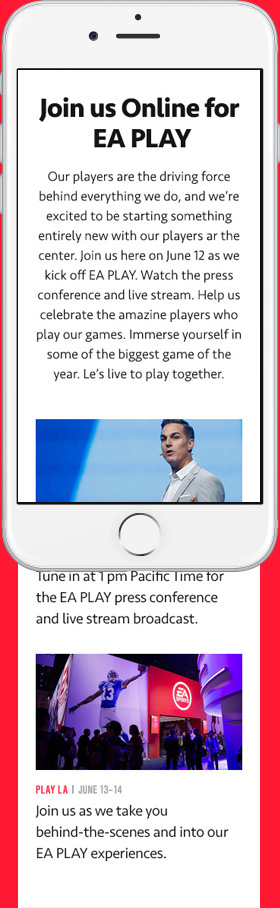 Join us Online for
EA PLAY
Our players are the driving force
behind everything we do, and we're
excited to be starting something
entirely new with our players ar the
center. Join us here on June 12 as we
kick off EA PLAY. Watch the press
conference and live stream. Help us
celebrate the amazine players who
play our games. Immerse yourself in
some of the biggest game of the
year. Le's live to play together.
Tune in at 1 pm Pacific Time for
the EA PLAY press conference
and live stream broadcast.
13
EA
SPORTS
PLAY LA | JUNE 13–14
Join us as we take you
behind-the-scenes and into our
EA PLAY experiences.